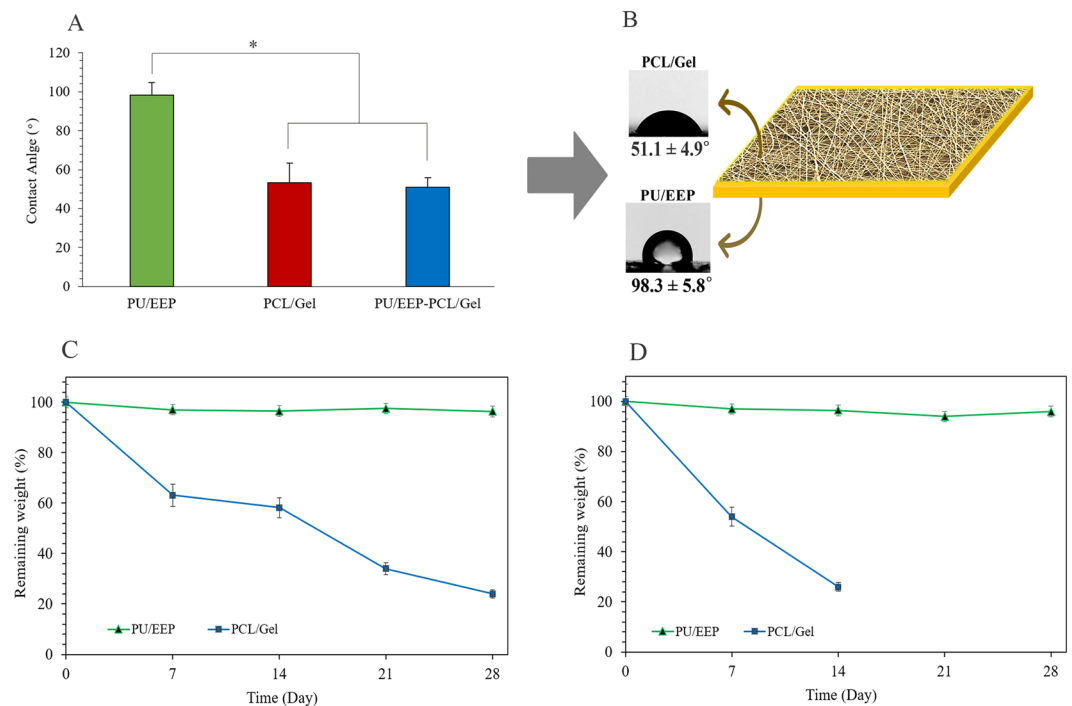 A
*
120
100
80
60
40
20
0
Contact Anlge (°)
PU/EEP
PCL/Gel
PU/EEP-PCL/Gel
B
PCL/Gel
51.1 ± 4.9°
PU/EEP
98.3 ± 5.8°
C
100
80
60
40
20
0
Remaining weight (%)
PU/EEP
PCL/Gel
0
7
14
21
28
Time (Day)
D
100
80
60
40
20
0
Remaining weight (%)
PU/EEP
PCL/Gel
0
7
14
21
28
Time (Day)